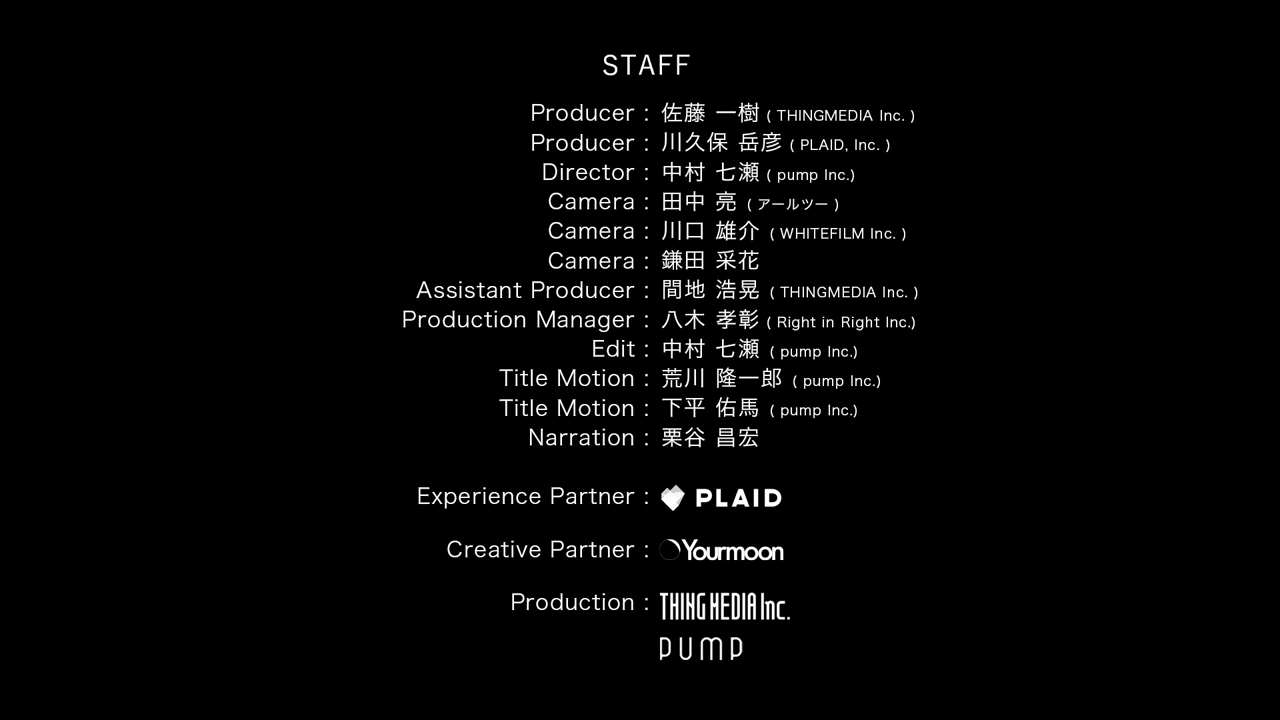 STAFF
Producer : 佐藤 一樹 ( THINGMEDIA Inc. )
Producer : 川久保 岳彦 ( PLAID, Inc. )
Director : 中村 七瀬 ( pump Inc.)
Camera : 田中 亮 ( アールツー )
Camera : 川口 雄介 ( WHITEFILM Inc. )
Camera : 鎌田 采花
Assistant Producer : 間地 浩晃 ( THINGMEDIA Inc. )
Production Manager : 八木 孝彰 ( Right in Right Inc.)
Edit : 中村 七瀬 ( pump Inc.)
Title Motion : 荒川 隆一郎 ( pump Inc.)
Title Motion : 下平 佑馬 ( pump Inc.)
Narration : 栗谷 昌宏
Experience Partner : PLAID
Creative Partner : Yourmoon
Production : THING MEDIA Inc.
PUMP